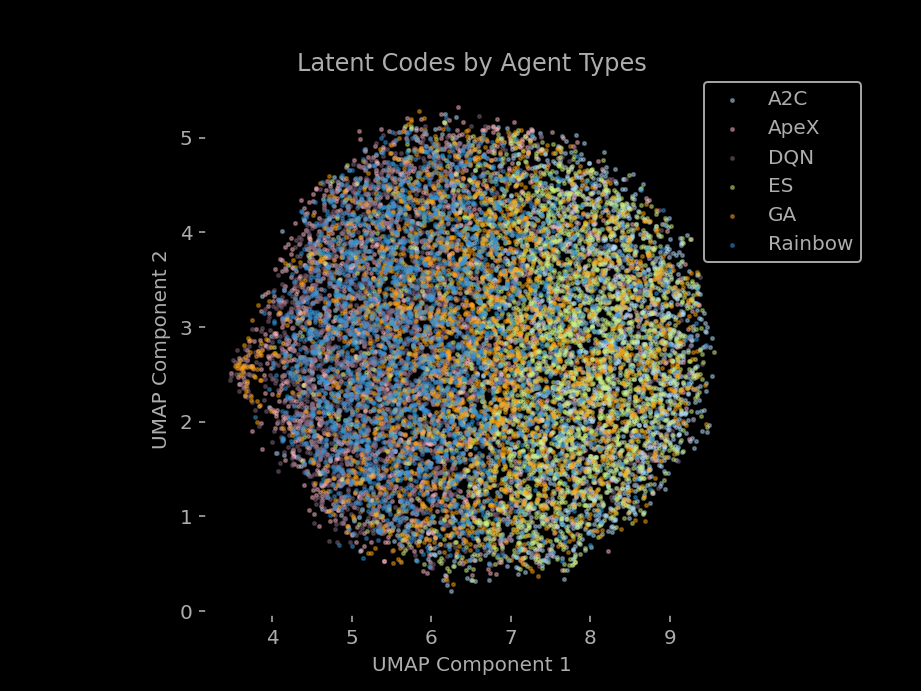 Latent Codes by Agent Types
A2C
ApeX
DQN
ES
GA
Rainbow
5
4
3
2
1
0
UMAP Component 2
4 5 6 7 8 9
UMAP Component 1